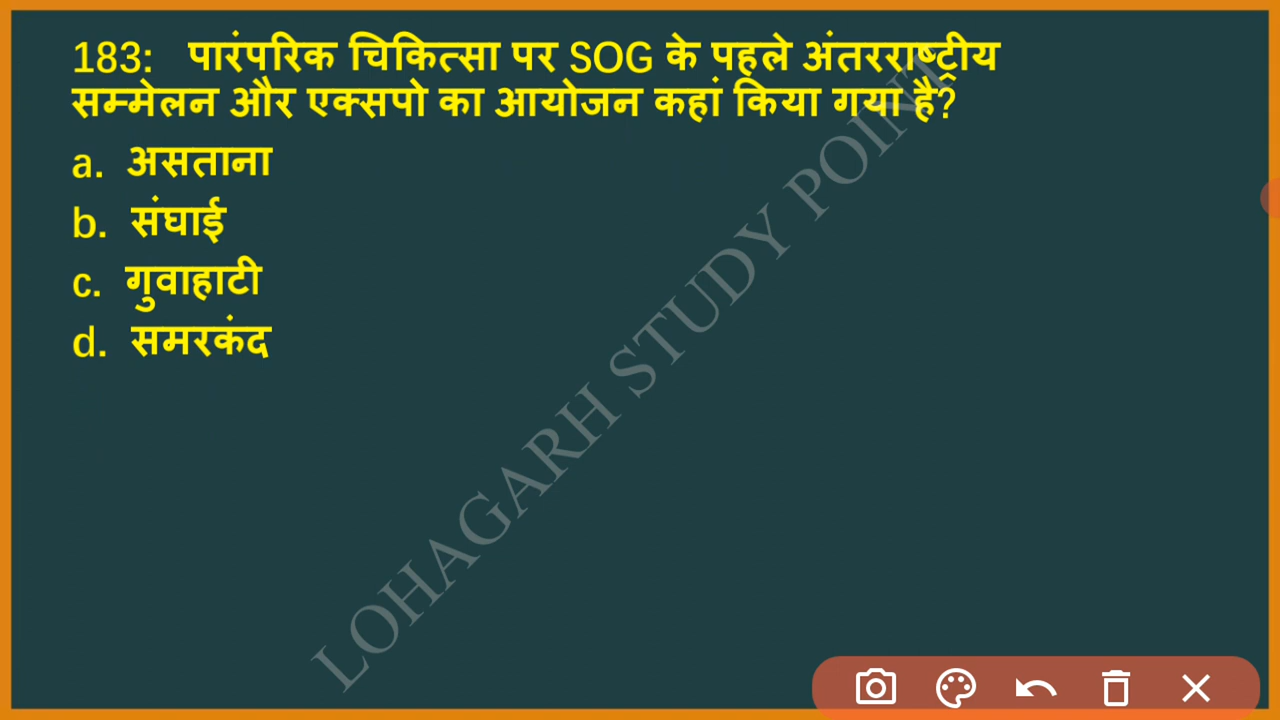 183: पारंपरिक चिकित्सा पर SOG के पहले अंतरराष्ट्रीय
सम्मेलन और एक्सपो का आयोजन कहां किया गया है?
a. असताना
b. संघाई
c. गुवाहाटी
d. समरकंद
LOHAGARH STUDY POINT